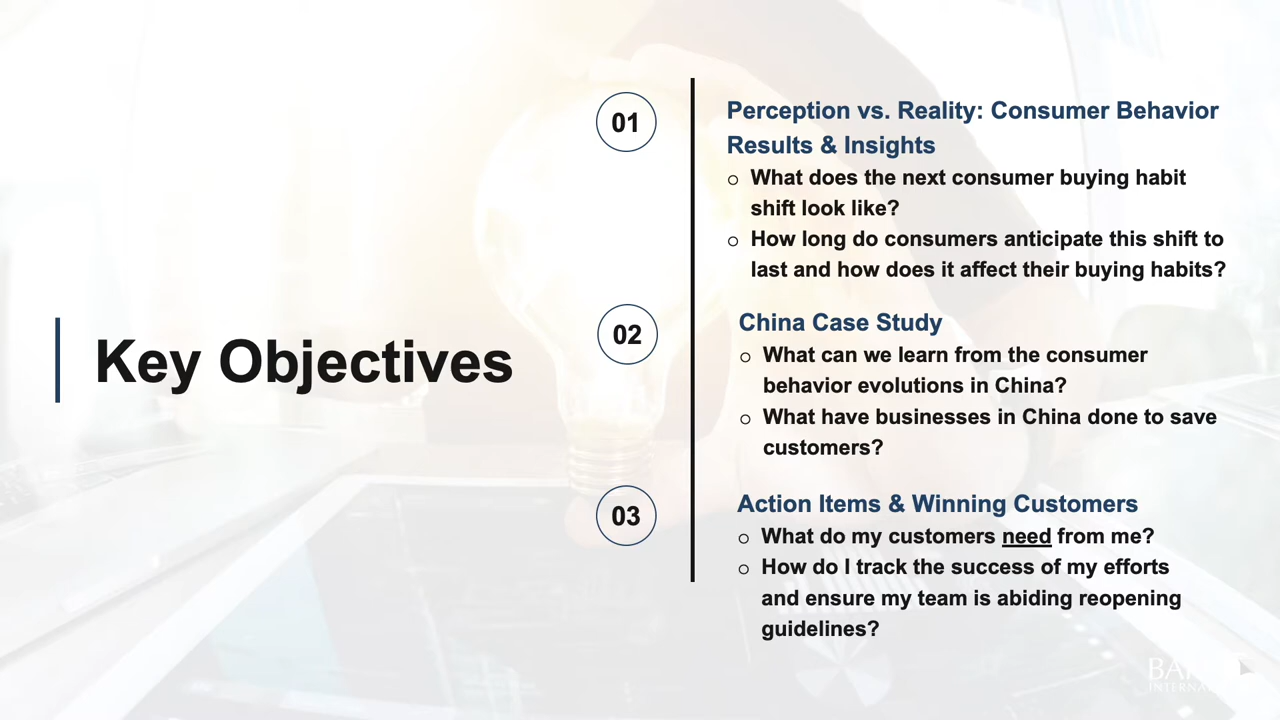 Key Objectives
01
Perception vs. Reality: Consumer Behavior
Results & Insights
o What does the next consumer buying habit
shift look like?
o How long do consumers anticipate this shift to
last and how does it affect their buying habits?
02
China Case Study
o What can we learn from the consumer
behavior evolutions in China?
o What have businesses in China done to save
customers?
03
Action Items & Winning Customers
o What do my customers need from me?
o How do I track the success of my efforts
and ensure my team is abiding reopening
guidelines?